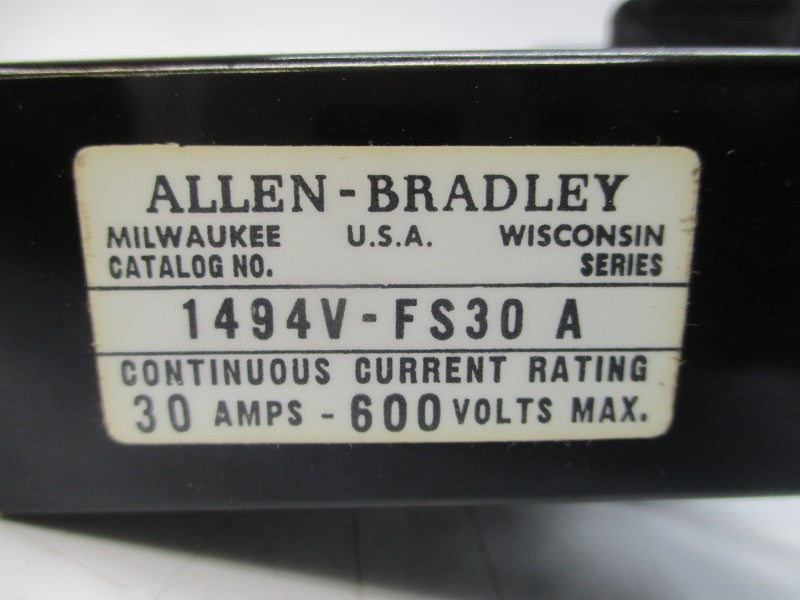 ALLEN-BRADLEY
MILWAUKEE U.S.A. WISCONSIN
CATALOG NO. SERIES
1494V-FS30 A
CONTINUOUS CURRENT RATING
30 AMPS - 600 VOLTS MAX.